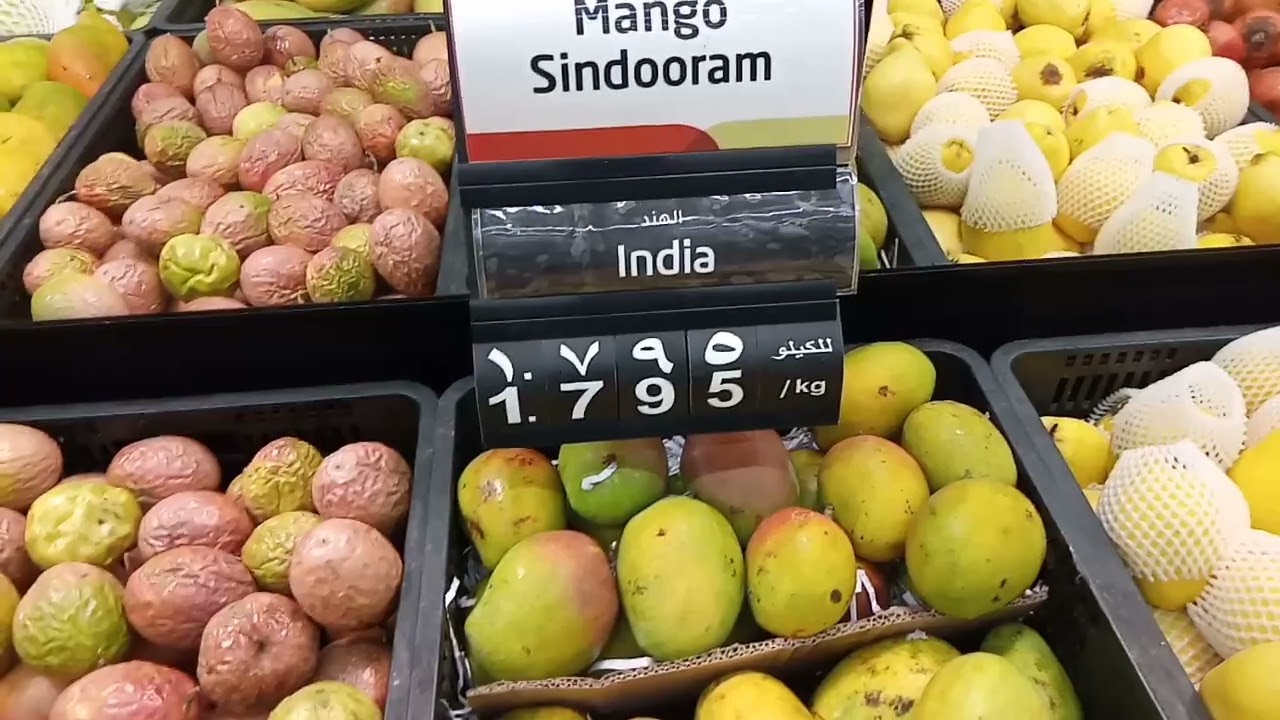 Mango
Sindooram
الهند
India
١.٧٩٥ للكيلو
1.795 /kg